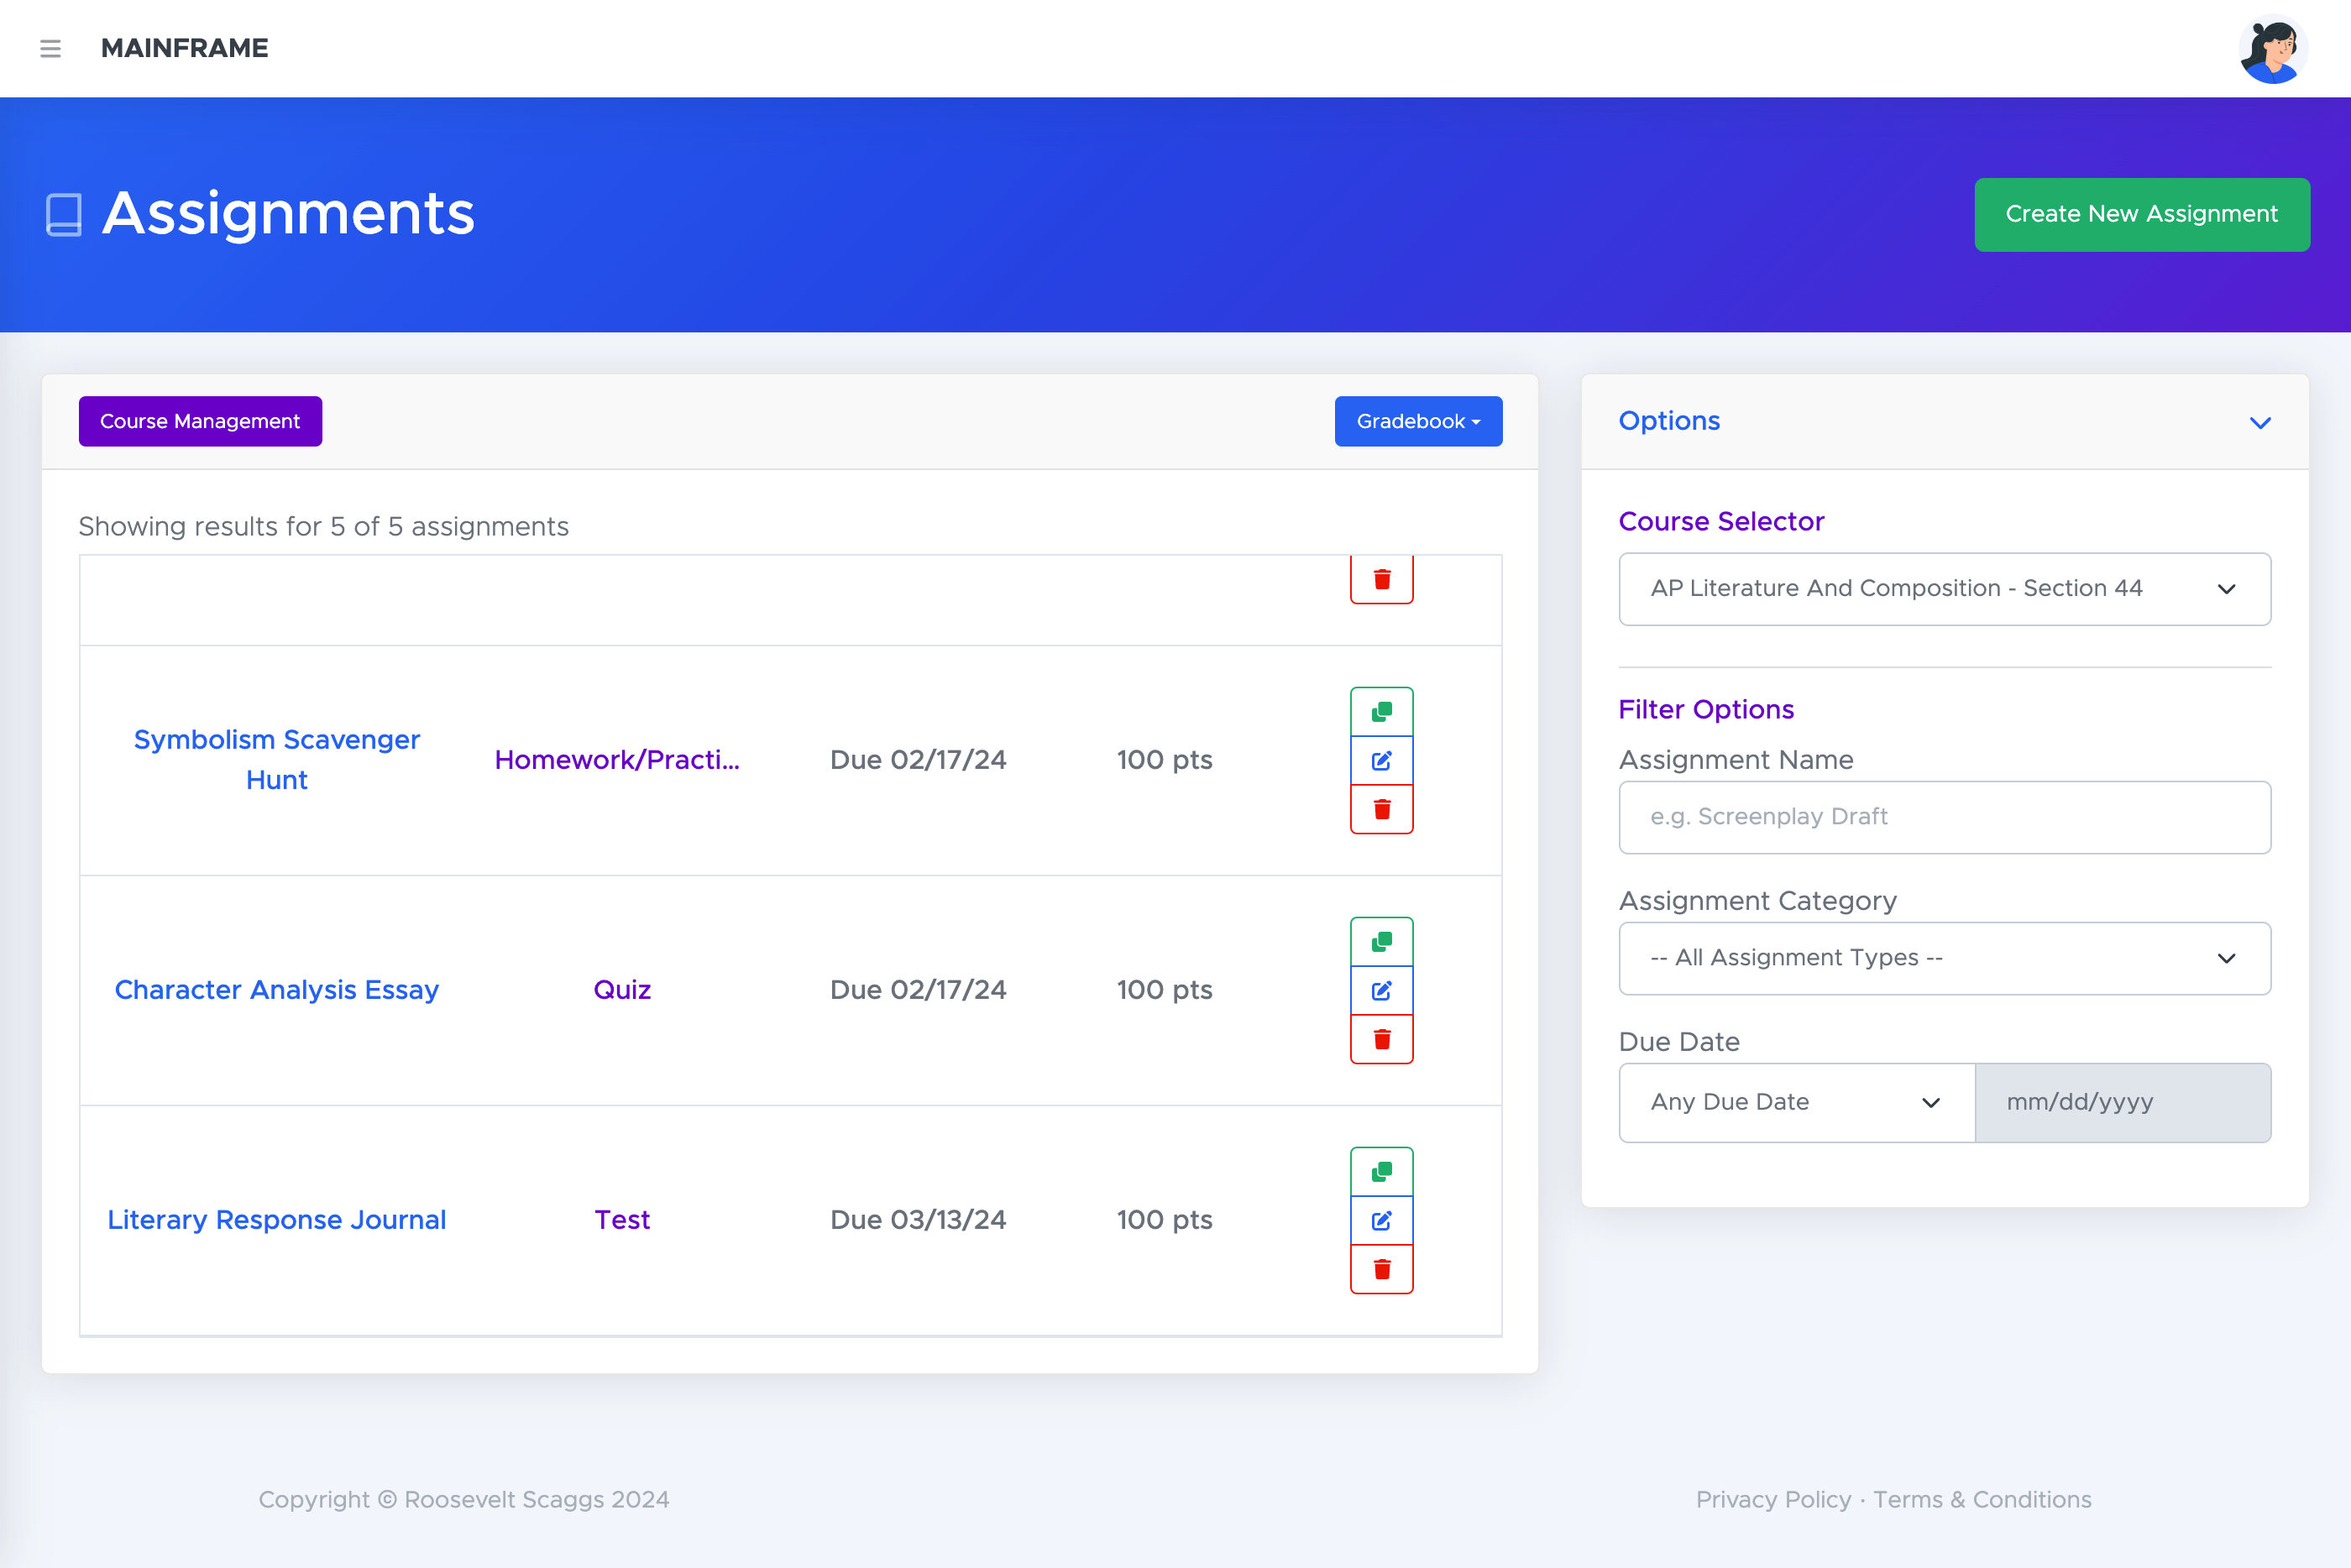 MAINFRAME
Assignments
Create New Assignment
Course Management
Gradebook
Showing results for 5 of 5 assignments
Symbolism Scavenger
Hunt
Homework/Practi...
Due 02/17/24
100 pts
Character Analysis Essay
Quiz
Due 02/17/24
100 pts
Literary Response Journal
Test
Due 03/13/24
100 pts
Options
Course Selector
AP Literature And Composition - Section 44
Filter Options
Assignment Name
e.g. Screenplay Draft
Assignment Category
-- All Assignment Types --
Due Date
Any Due Date
mm/dd/yyyy
Copyright © Roosevelt Scaggs 2024
Privacy Policy · Terms & Conditions